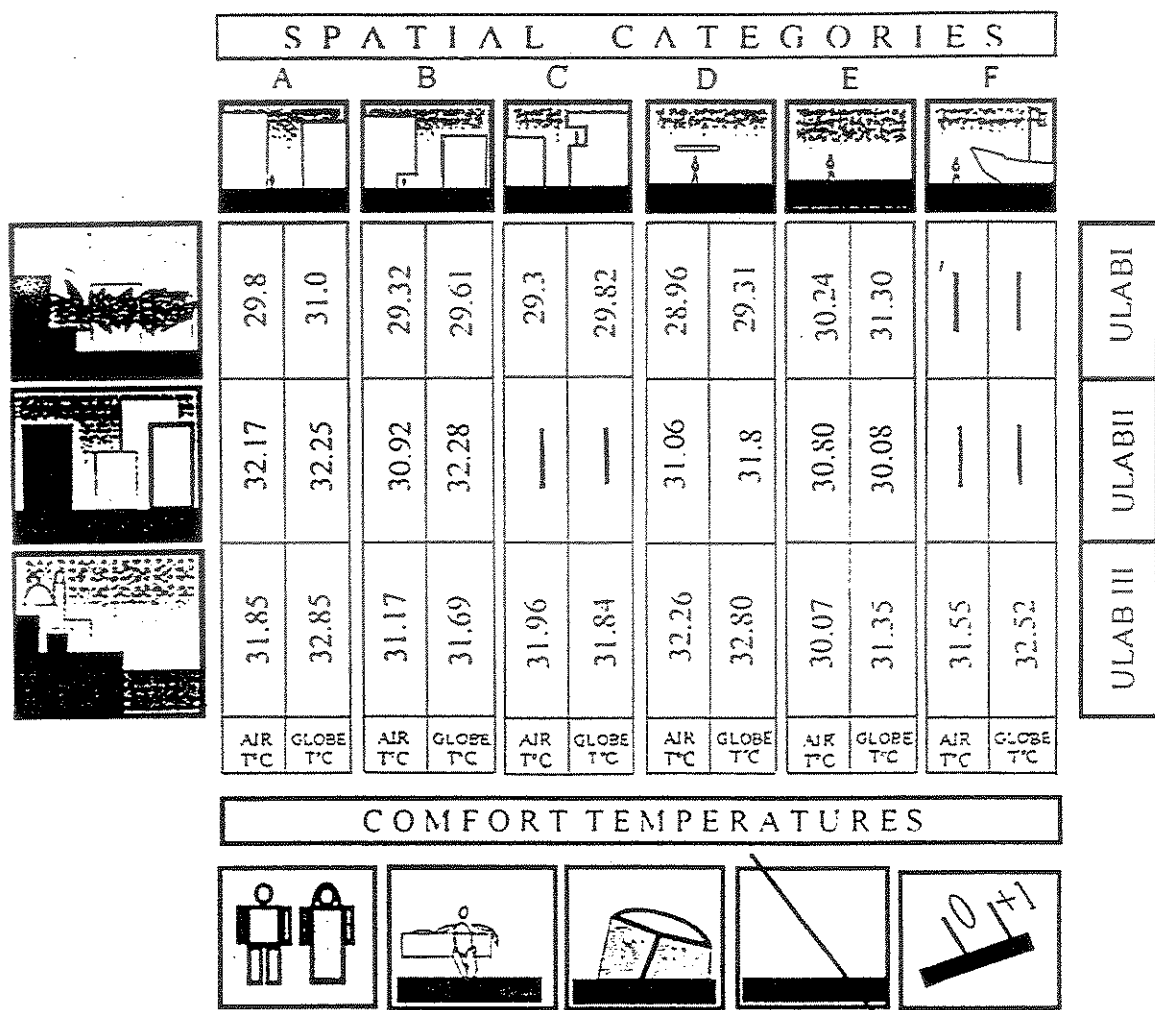 SPATIAL CATEGORIES
A B C D E F
29.8 31.0 29.32 29.61 29.3 29.82 28.96 29.31 30.24 31.30 — — ULABI
32.17 32.25 30.92 32.28 — — 31.06 31.8 30.80 30.08 — — ULABII
31.85 32.85 31.17 31.69 31.96 31.84 32.26 32.80 30.07 31.35 31.55 32.52 ULAB III
AIR T°C GLOBE T°C AIR T°C GLOBE T°C AIR T°C GLOBE T°C AIR T°C GLOBE T°C AIR T°C GLOBE T°C AIR T°C GLOBE T°C
COMFORT TEMPERATURES
0 +1